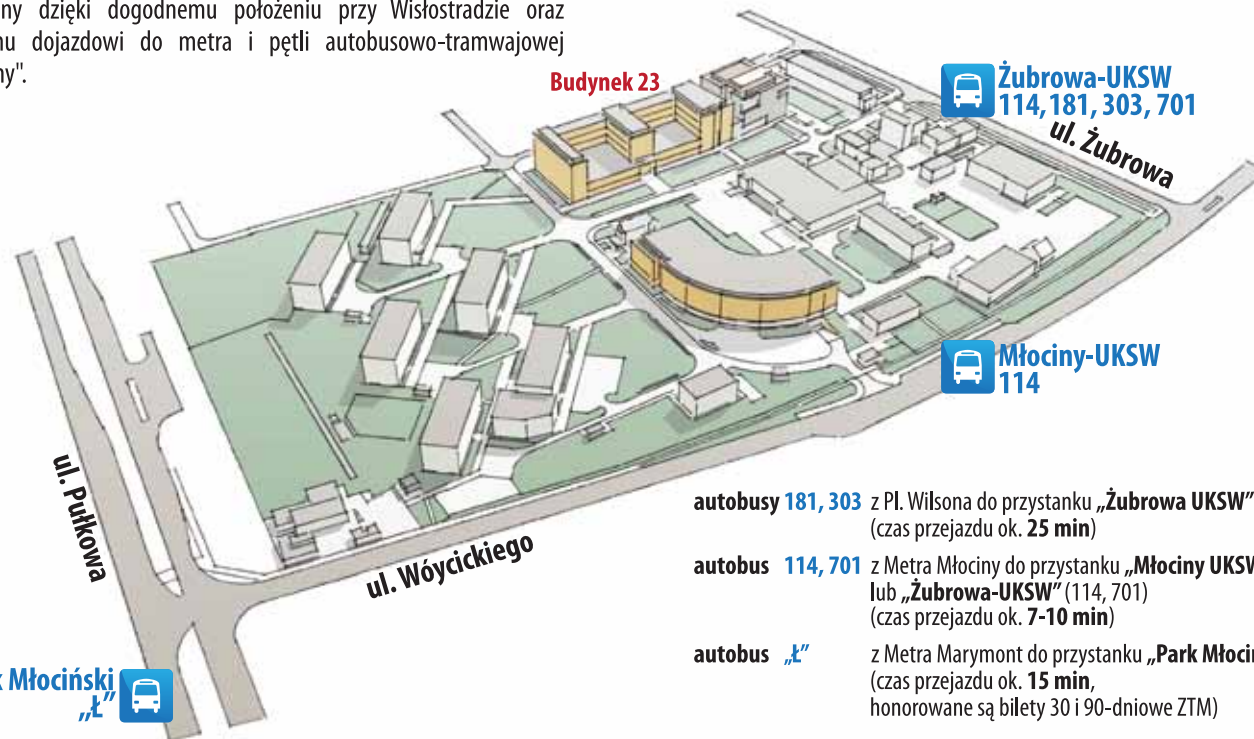 ny dzięki dogodnemu położeniu przy Wisłostradzie oraz
mu dojazdowi do metra i pętli autobusowo-tramwajowej
ny".
Budynek 23
Żubrowa-UKSW
114, 181, 303, 701
ul. Żubrowa
Młociny-UKSW
114
ul. Pułkowa
ul. Wóycickiego
k Młociński
„Ł”
autobusy 181, 303 z Pl. Wilsona do przystanku „Żubrowa UKSW”
(czas przejazdu ok. 25 min)
autobus 114, 701 z Metra Młociny do przystanku „Młociny UKSW
lub „Żubrowa-UKSW” (114, 701)
(czas przejazdu ok. 7-10 min)
autobus „Ł” z Metra Marymont do przystanku „Park Młociń
(czas przejazdu ok. 15 min,
honorowane są bilety 30 i 90-dniowe ZTM)